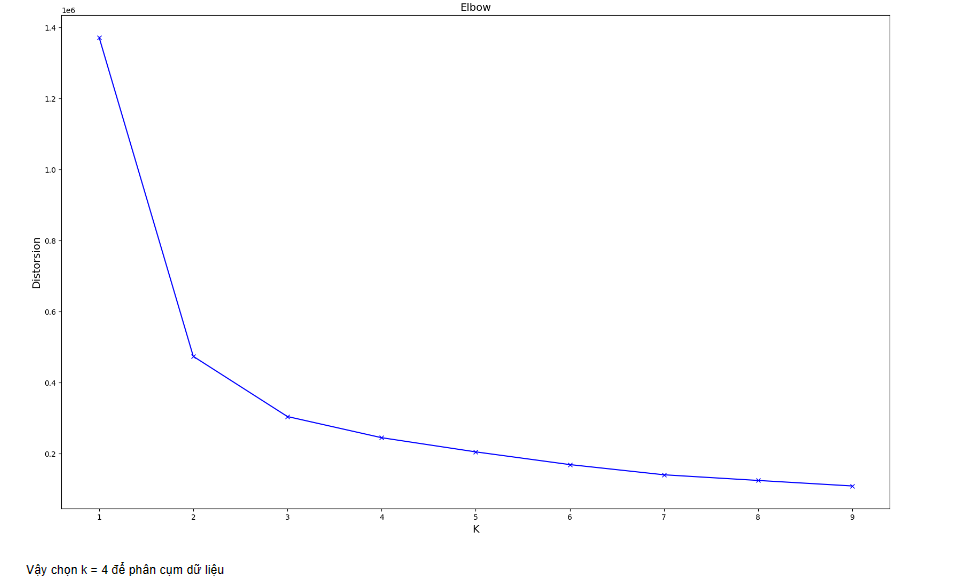 Elbow
1e6
1.4
1.2
1.0
0.8
0.6
0.4
0.2
Distorsion
1 2 3 4 5 6 7 8 9
K
Vậy chọn k = 4 để phân cụm dữ liệu